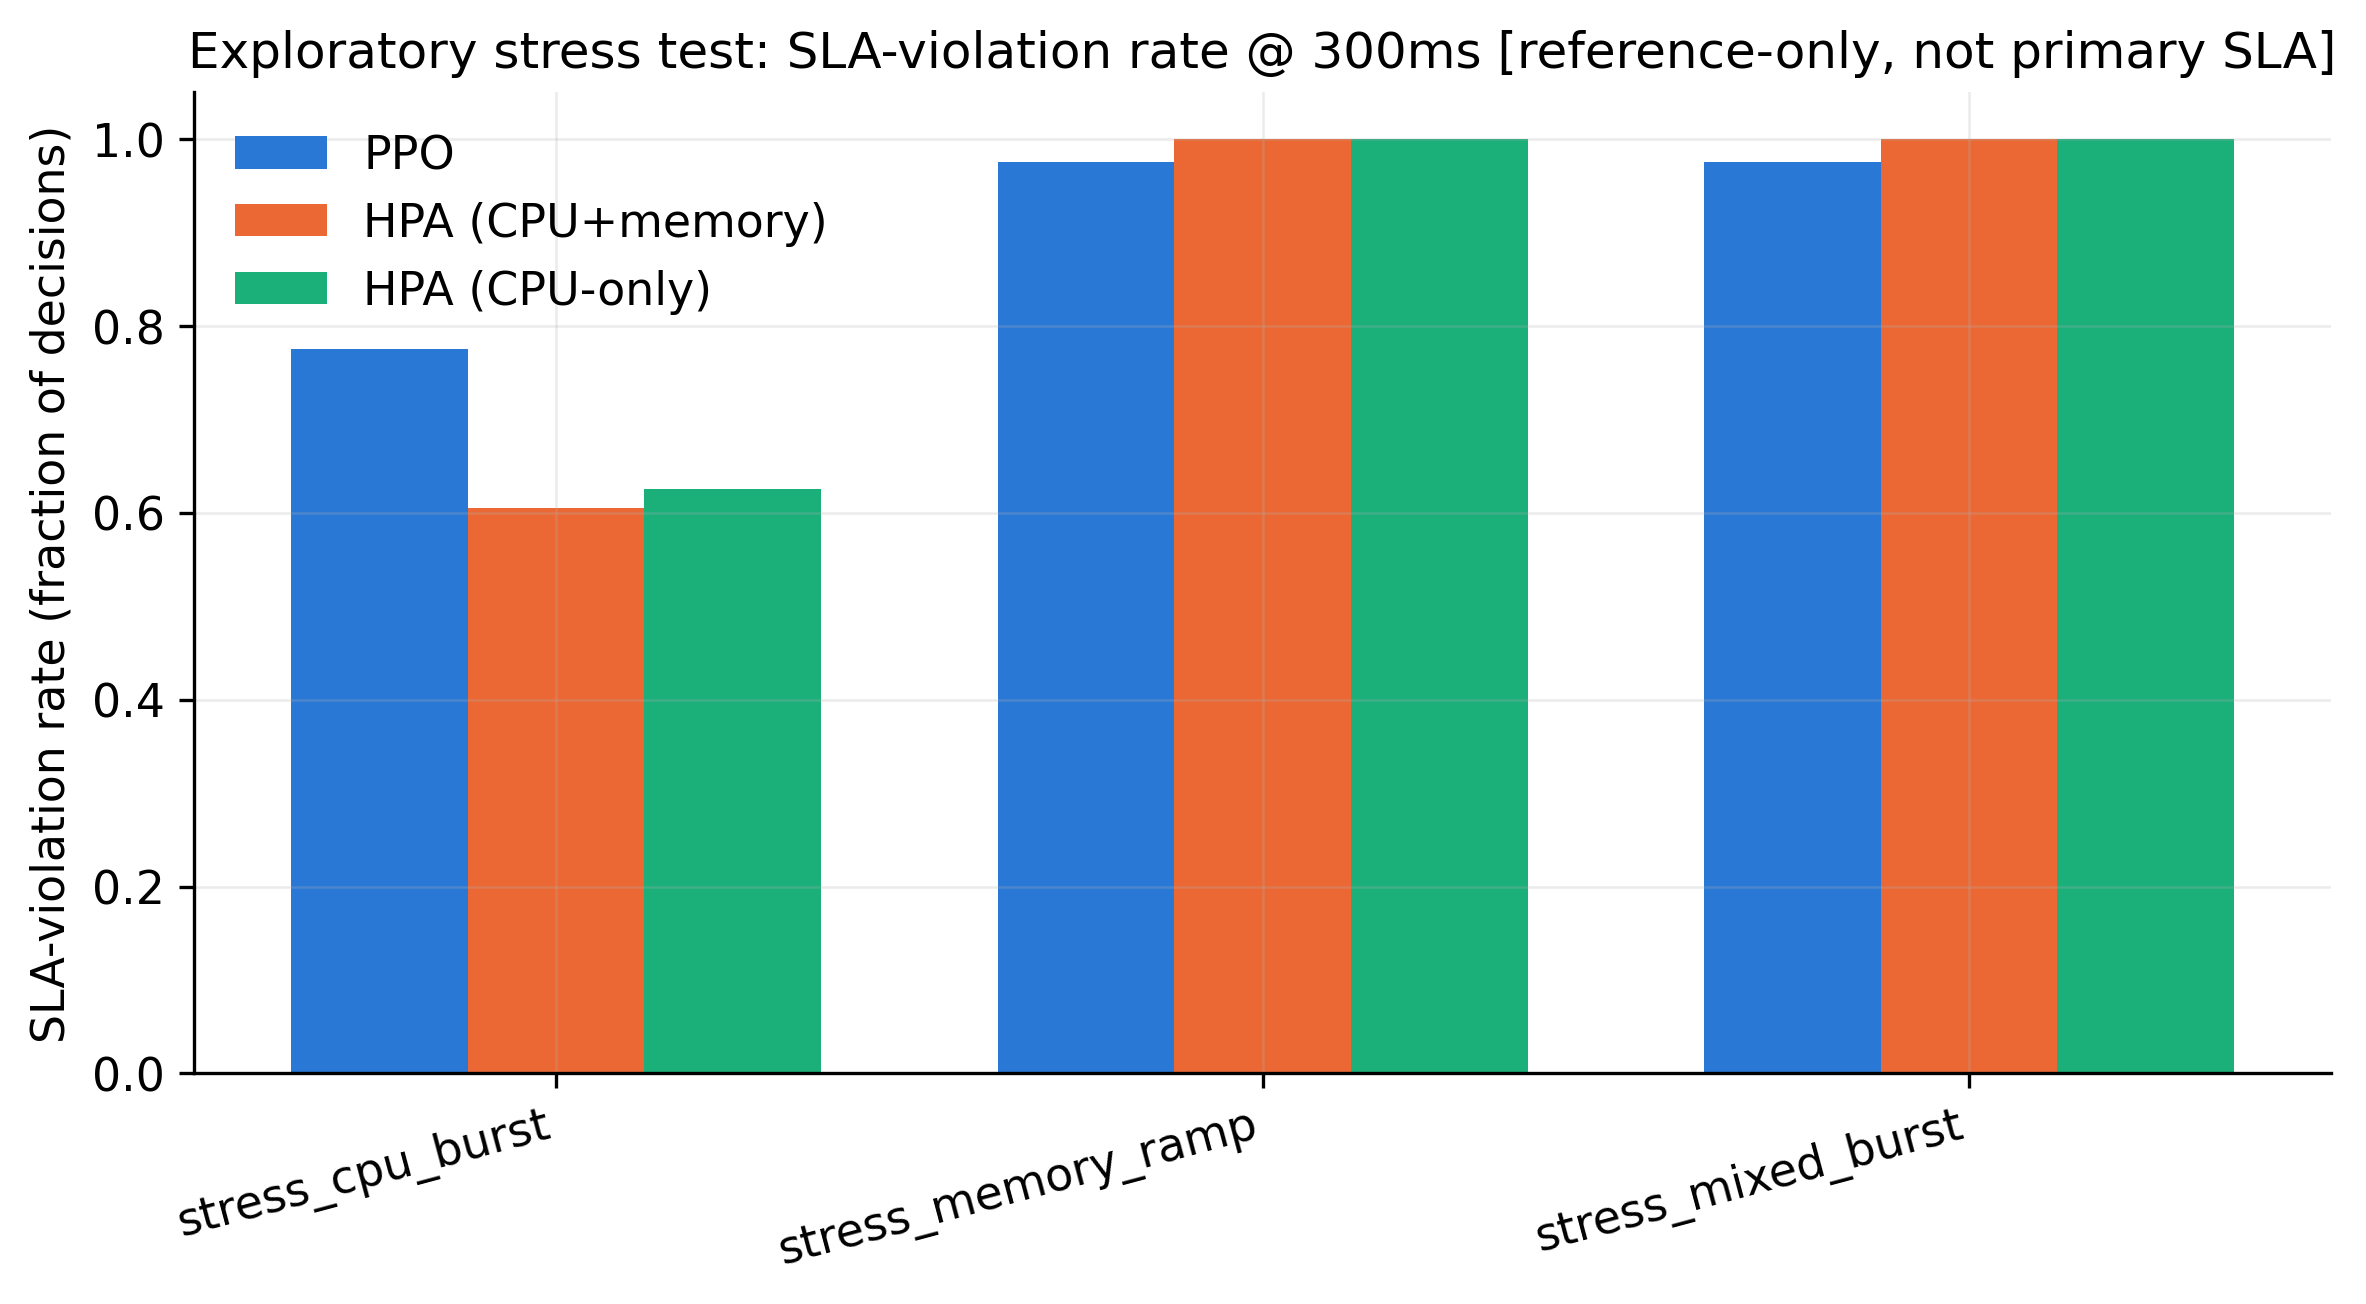 Exploratory stress test: SLA-violation rate @ 300ms [reference-only, not primary SLA]
SLA-violation rate (fraction of decisions)
1.0
0.8
0.6
0.4
0.2
0.0
PPO
HPA (CPU+memory)
HPA (CPU-only)
stress_cpu_burst
stress_memory_ramp
stress_mixed_burst